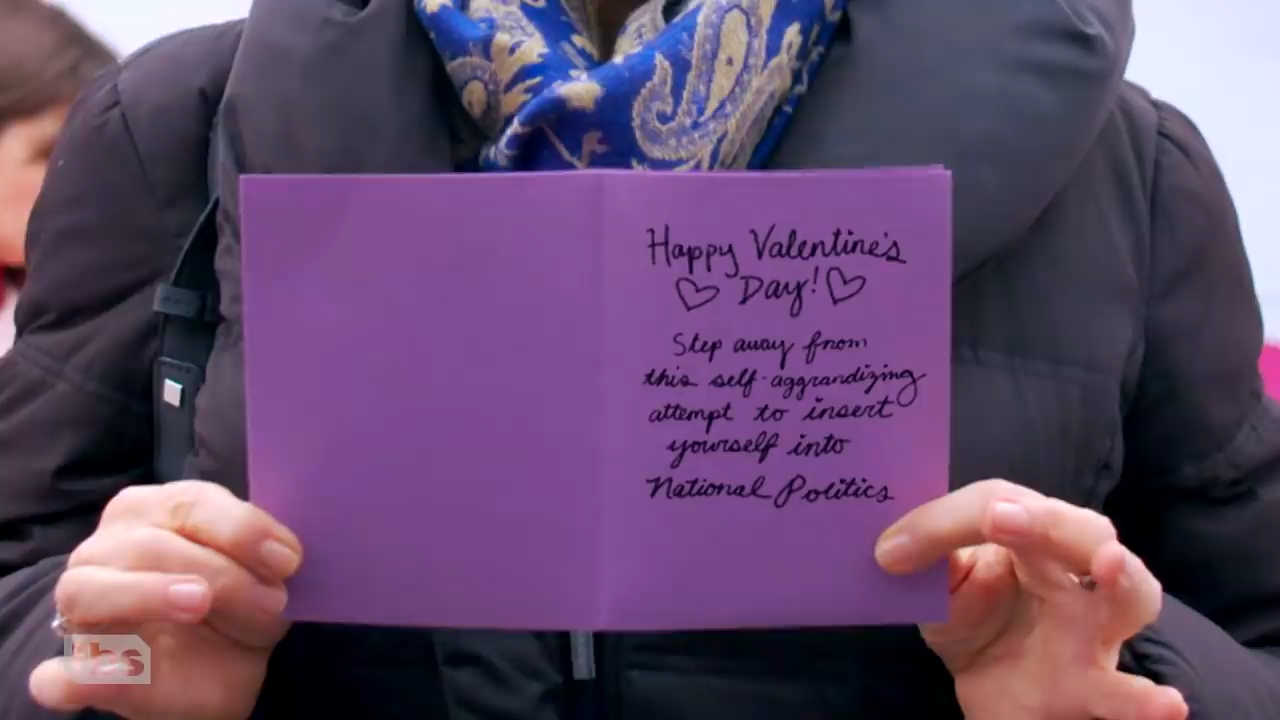 Happy Valentine's
♡ Day! ♡
Step away from
this self-aggrandizing
attempt to insert
yourself into
National Politics
tbs